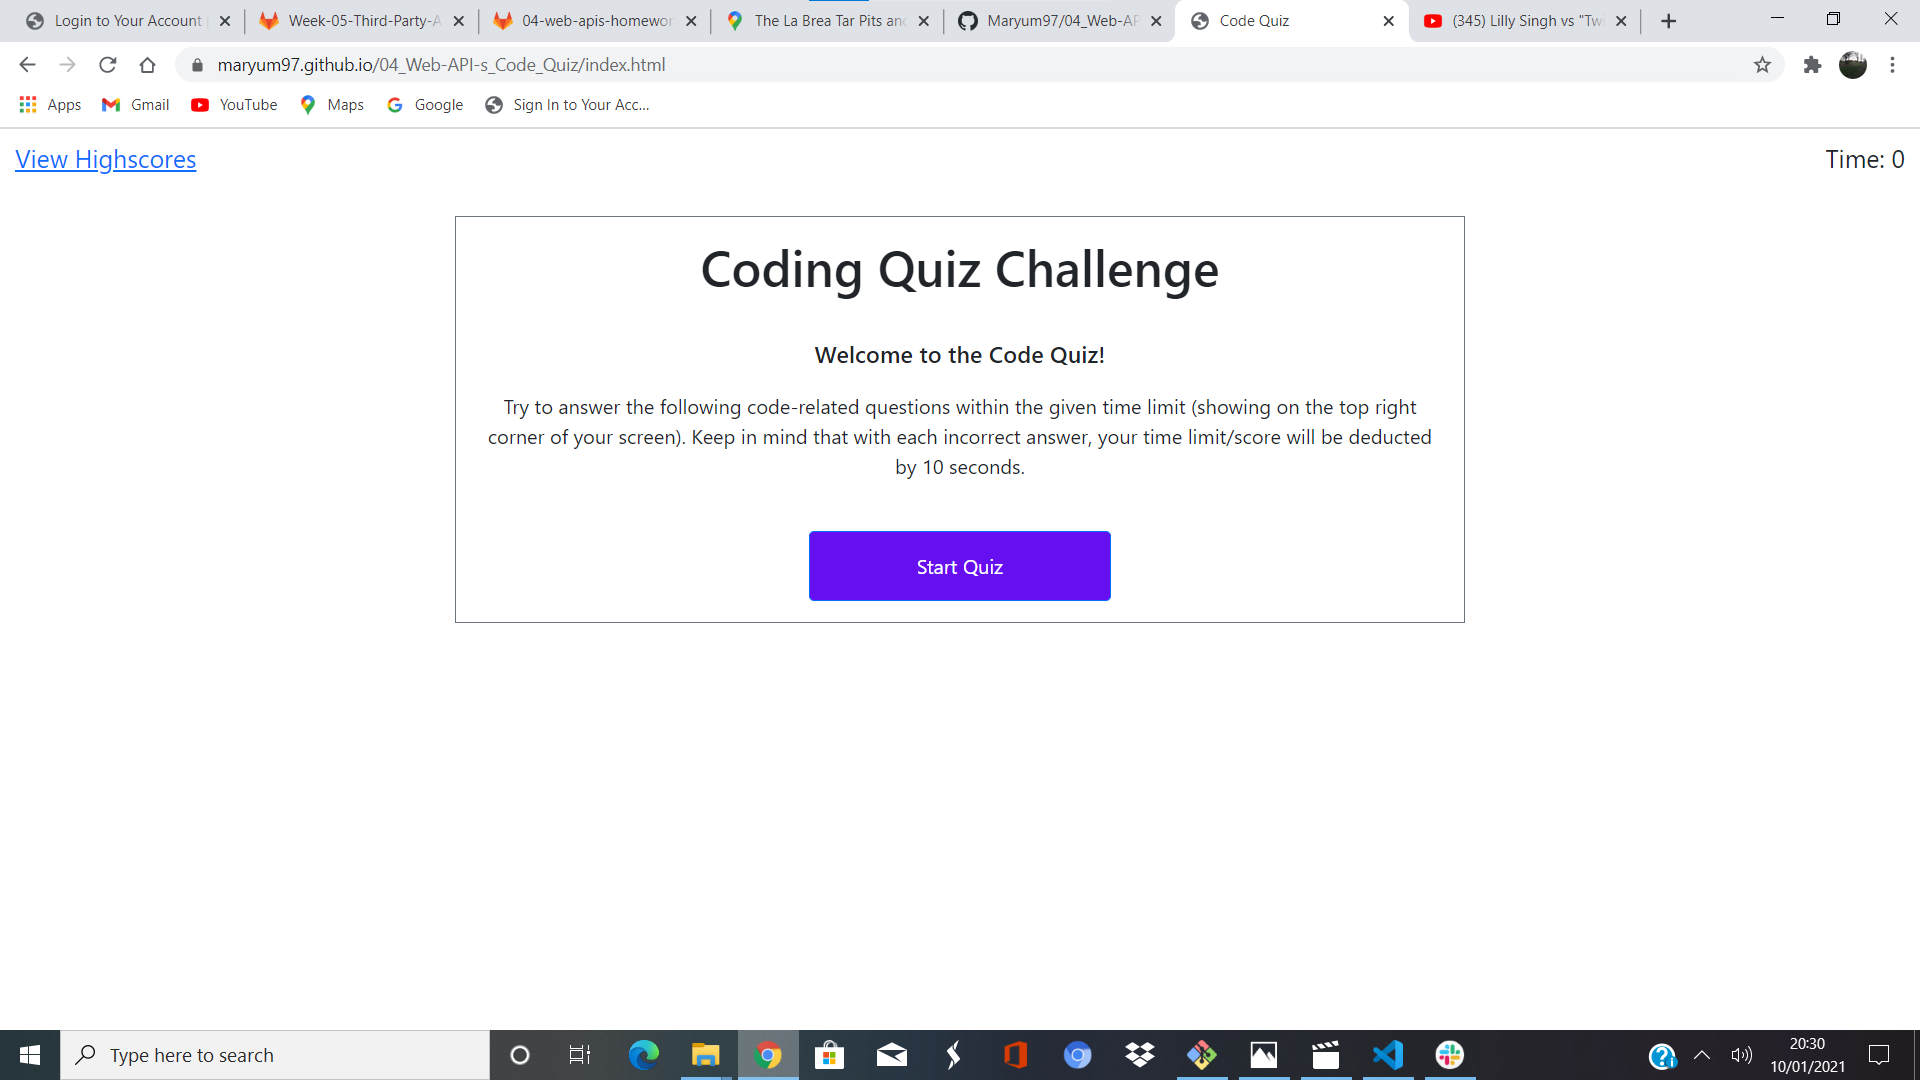 Login to Your Account
Week-05-Third-Party-A
04-web-apis-homewor
The La Brea Tar Pits and
Maryum97/04_Web-AP
Code Quiz
(345) Lilly Singh vs "Twi
maryum97.github.io/04_Web-API-s_Code_Quiz/index.html
Apps
Gmail
YouTube
Maps
Google
Sign In to Your Acc...
View Highscores
Time: 0
Coding Quiz Challenge
Welcome to the Code Quiz!
Try to answer the following code-related questions within the given time limit (showing on the top right
corner of your screen). Keep in mind that with each incorrect answer, your time limit/score will be deducted
by 10 seconds.
Start Quiz
Type here to search
20:30
10/01/2021